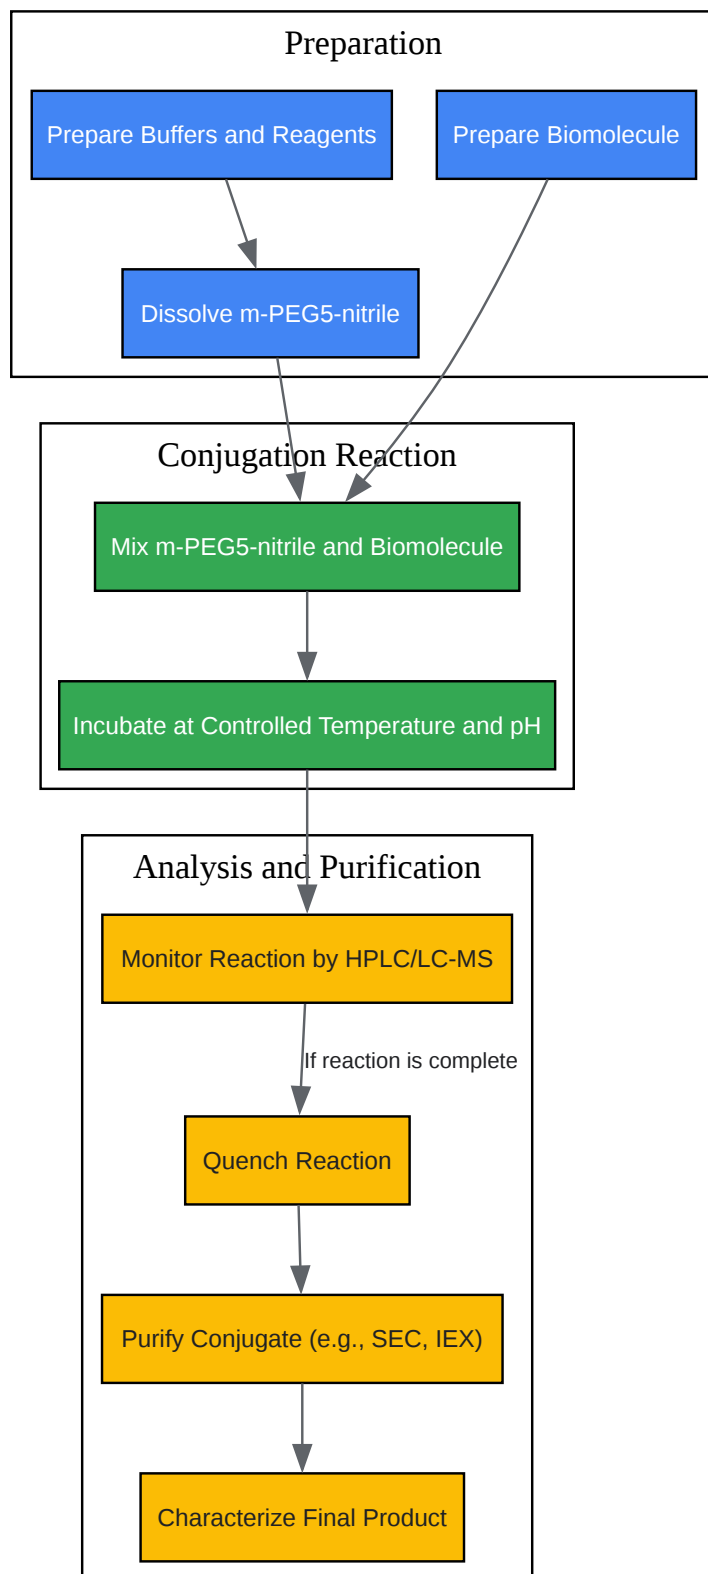 Preparation
Prepare Buffers and Reagents
Prepare Biomolecule
Dissolve m-PEG5-nitrile
Conjugation Reaction
Mix m-PEG5-nitrile and Biomolecule
Incubate at Controlled Temperature and pH
Analysis and Purification
Monitor Reaction by HPLC/LC-MS
If reaction is complete
Quench Reaction
Purify Conjugate (e.g., SEC, IEX)
Characterize Final Product